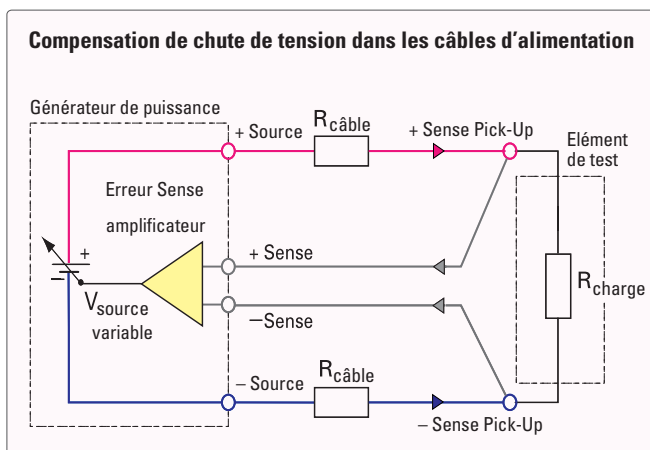 Compensation de chute de tension dans les câbles d'alimentation
Générateur de puissance
+ Source
Rcâble
+ Sense Pick-Up
Elément
de test
Erreur Sense
amplificateur
+ Sense
+
−
Vsource
variable
Rcharge
−Sense
− Source
Rcâble
− Sense Pick-Up